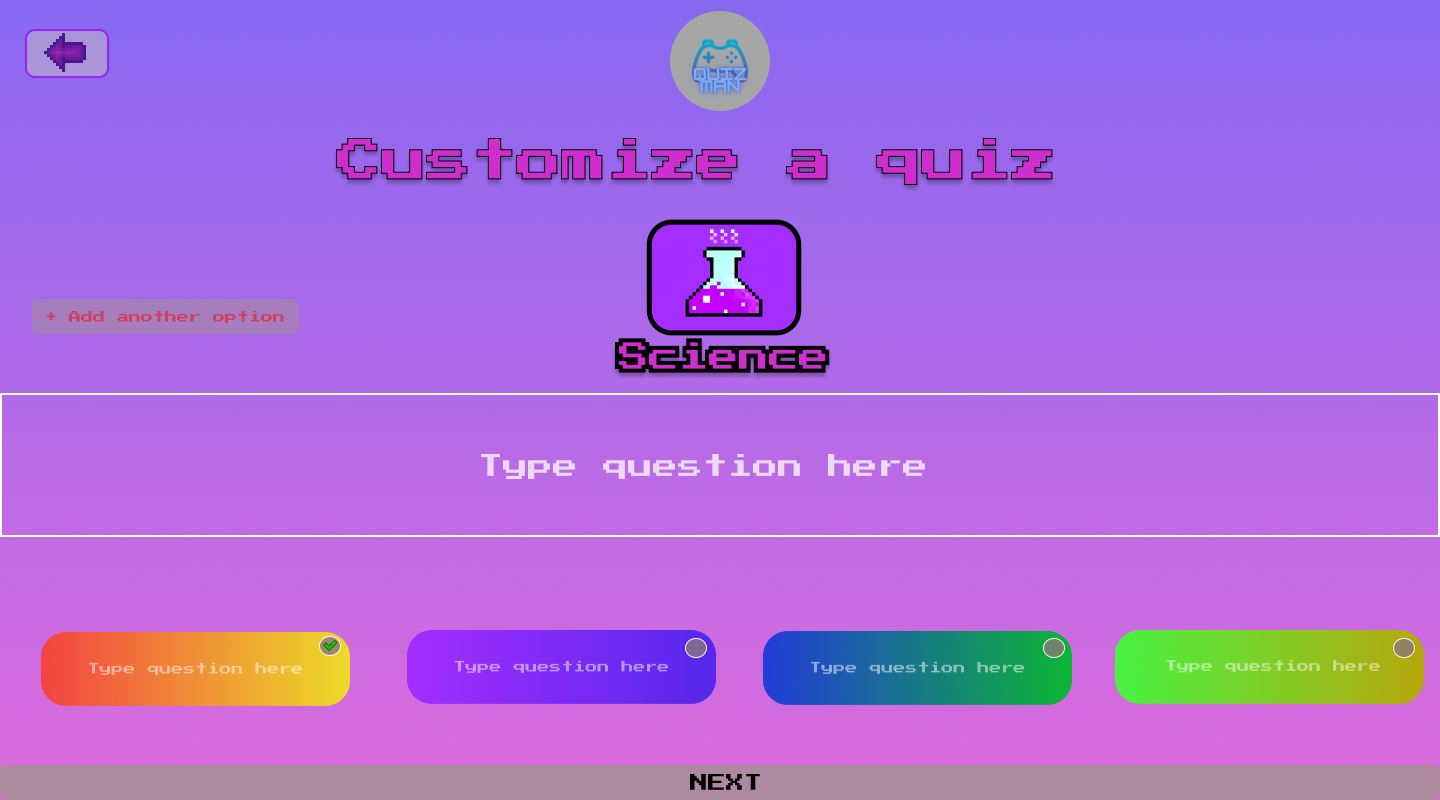 QUIZ
MAN
Customize a quiz
+ Add another option
Science
Type question here
Type question here
Type question here
Type question here
Type question here
NEXT